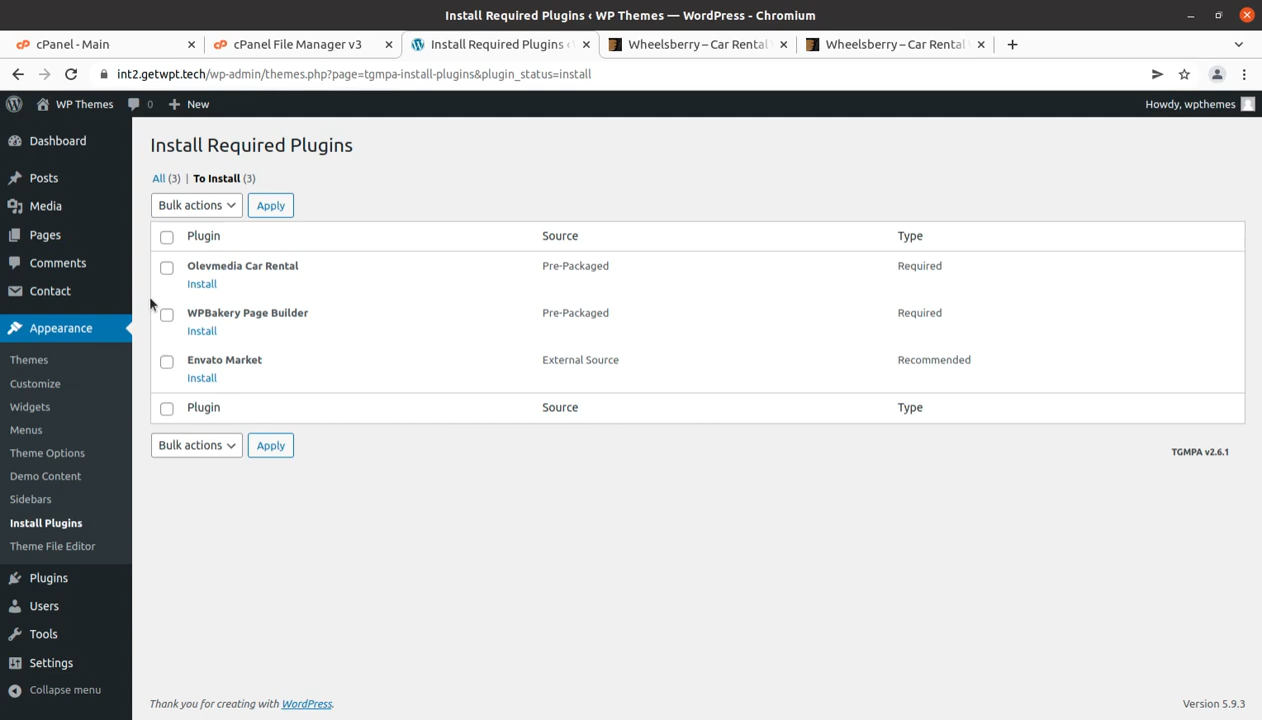 Install Required Plugins ‹ WP Themes — WordPress - Chromium
cPanel - Main
cPanel File Manager v3
Install Required Plugins ‹
Wheelsberry – Car Rental
Wheelsberry – Car Rental
int2.getwpt.tech/wp-admin/themes.php?page=tgmpa-install-plugins&plugin_status=install
WP Themes
0
New
Howdy, wpthemes
Dashboard
Posts
Media
Pages
Comments
Contact
Appearance
Themes
Customize
Widgets
Menus
Theme Options
Demo Content
Sidebars
Install Plugins
Theme File Editor
Plugins
Users
Tools
Settings
Collapse menu
Install Required Plugins
All (3) | To Install (3)
Bulk actions Apply
Plugin Source Type
Olevmedia Car Rental Pre-Packaged Required
Install
WPBakery Page Builder Pre-Packaged Required
Install
Envato Market External Source Recommended
Install
Plugin Source Type
Bulk actions Apply
TGMPA v2.6.1
Thank you for creating with WordPress.
Version 5.9.3